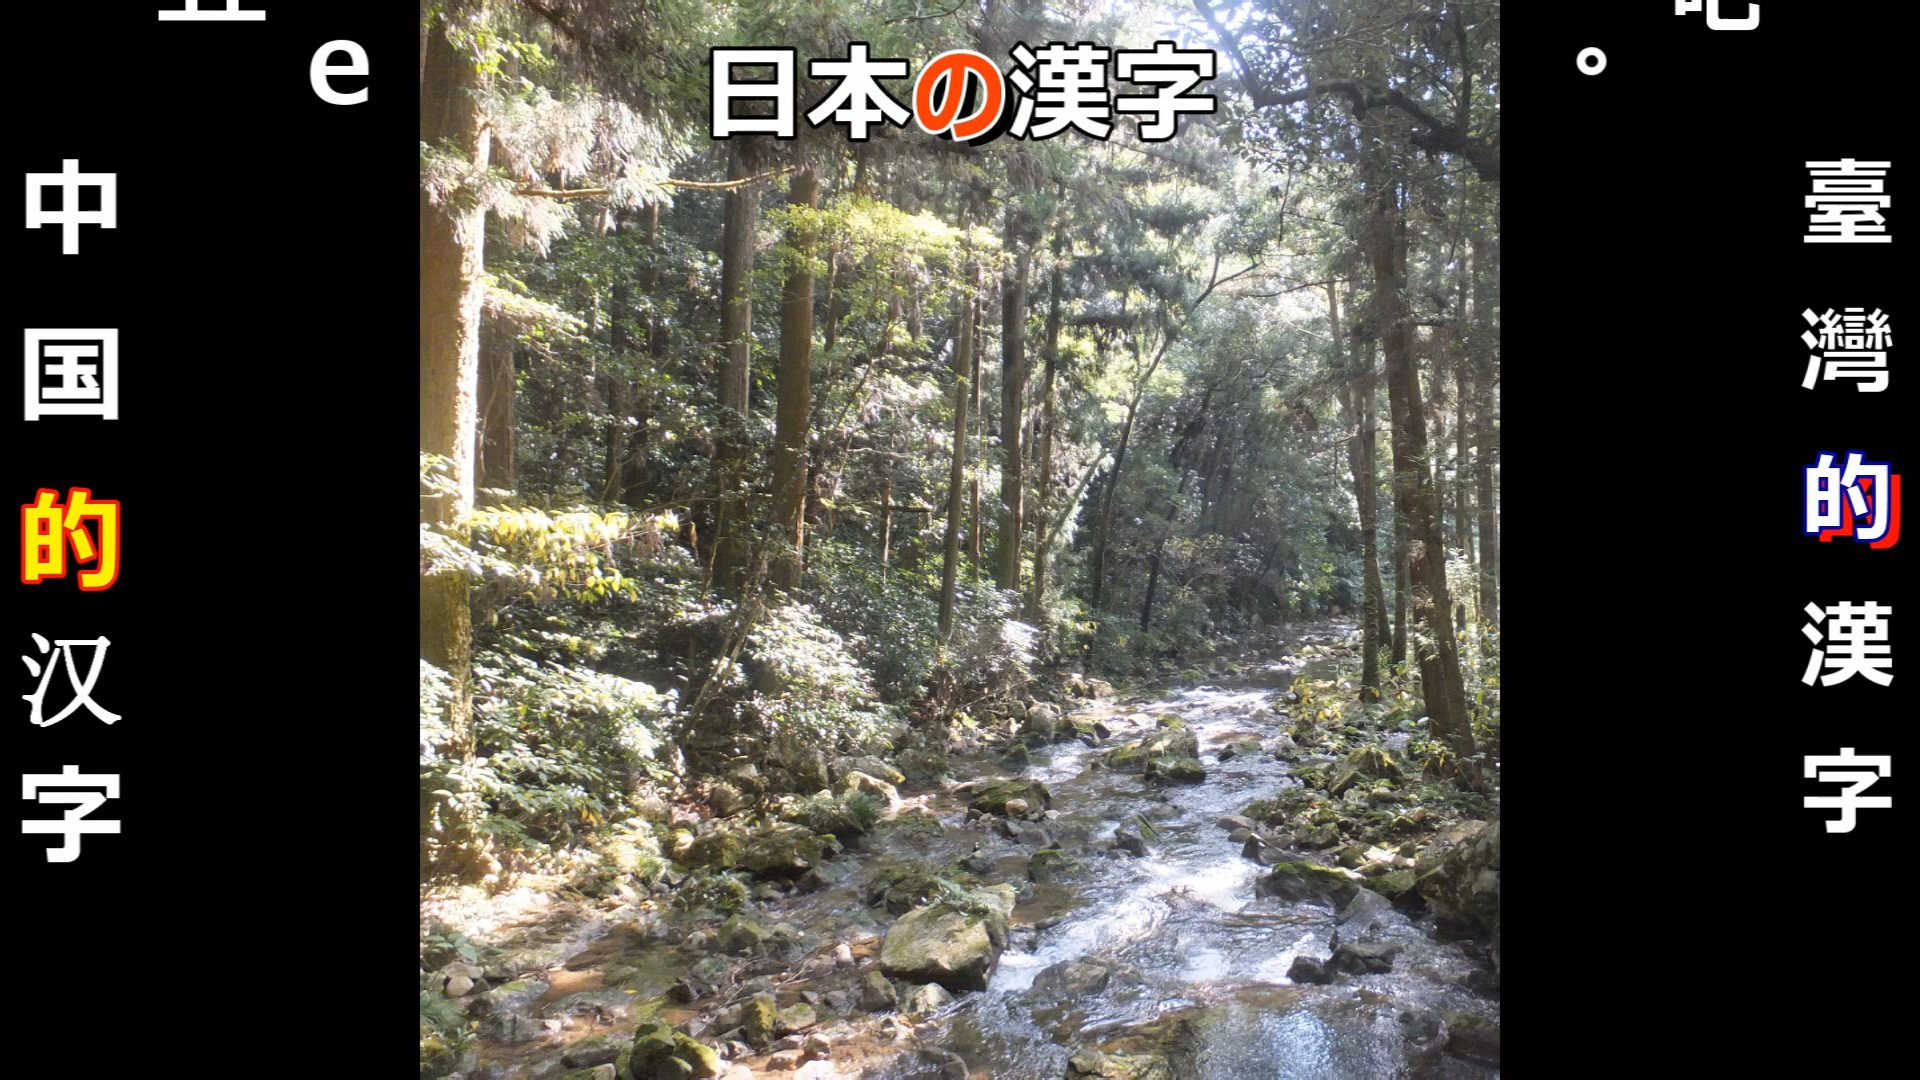 日本の漢字
中国的汉字
e
。
臺灣的漢字